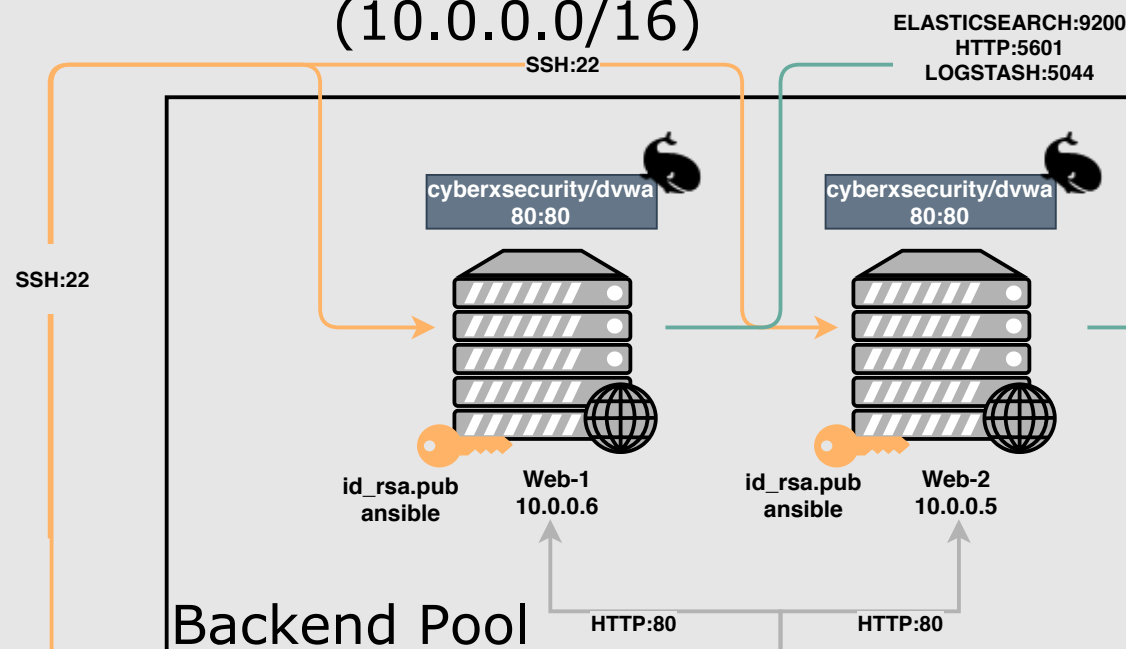 (10.0.0.0/16)
ELASTICSEARCH:9200
HTTP:5601
LOGSTASH:5044
SSH:22
cyberxsecurity/dvwa
80:80
cyberxsecurity/dvwa
80:80
SSH:22
id_rsa.pub
ansible
Web-1
10.0.0.6
id_rsa.pub
ansible
Web-2
10.0.0.5
Backend Pool
HTTP:80
HTTP:80